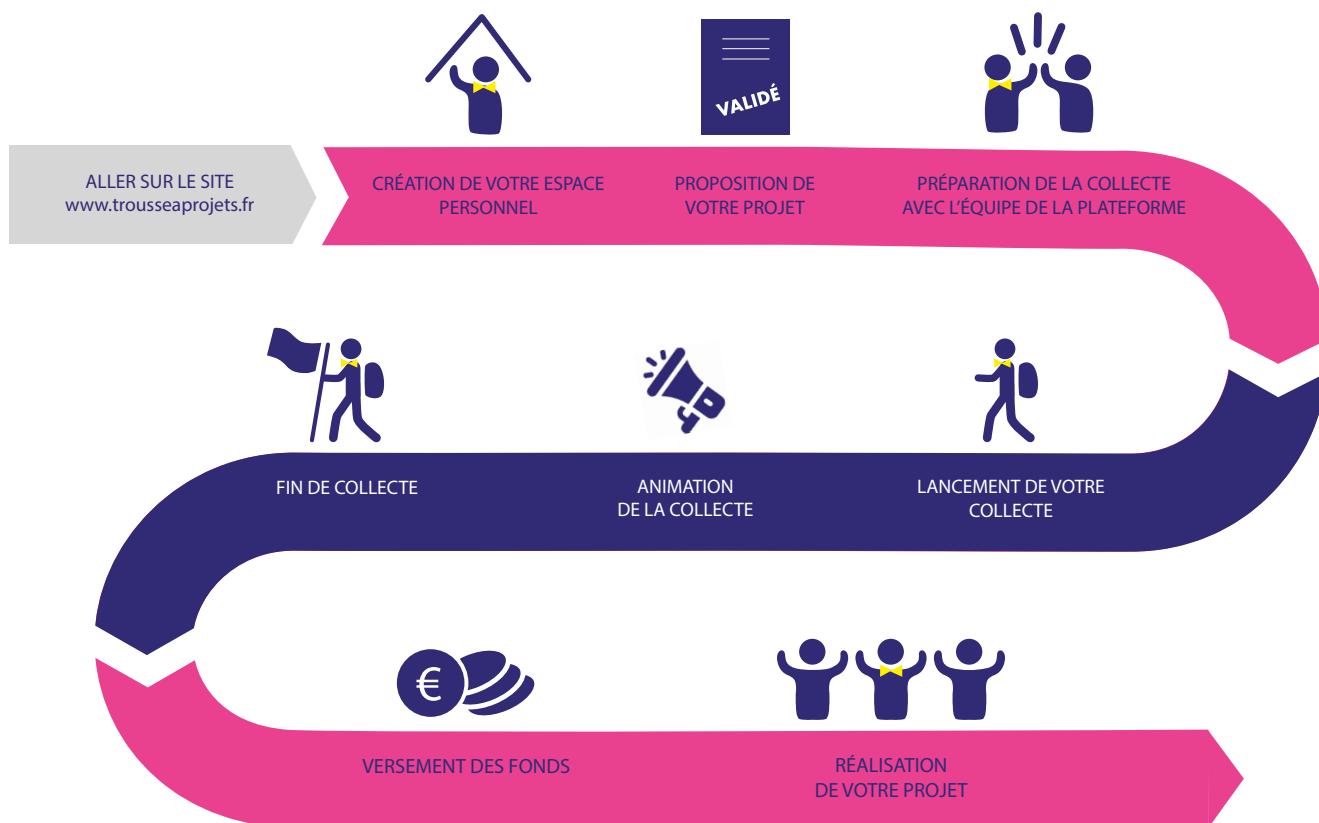 VALIDÉ
ALLER SUR LE SITE
www.trousseaprojets.fr
CRÉATION DE VOTRE ESPACE
PERSONNEL
PROPOSITION DE
VOTRE PROJET
PRÉPARATION DE LA COLLECTE
AVEC L'ÉQUIPE DE LA PLATEFORME
LANCEMENT DE VOTRE
COLLECTE
ANIMATION
DE LA COLLECTE
FIN DE COLLECTE
€
VERSEMENT DES FONDS
RÉALISATION
DE VOTRE PROJET